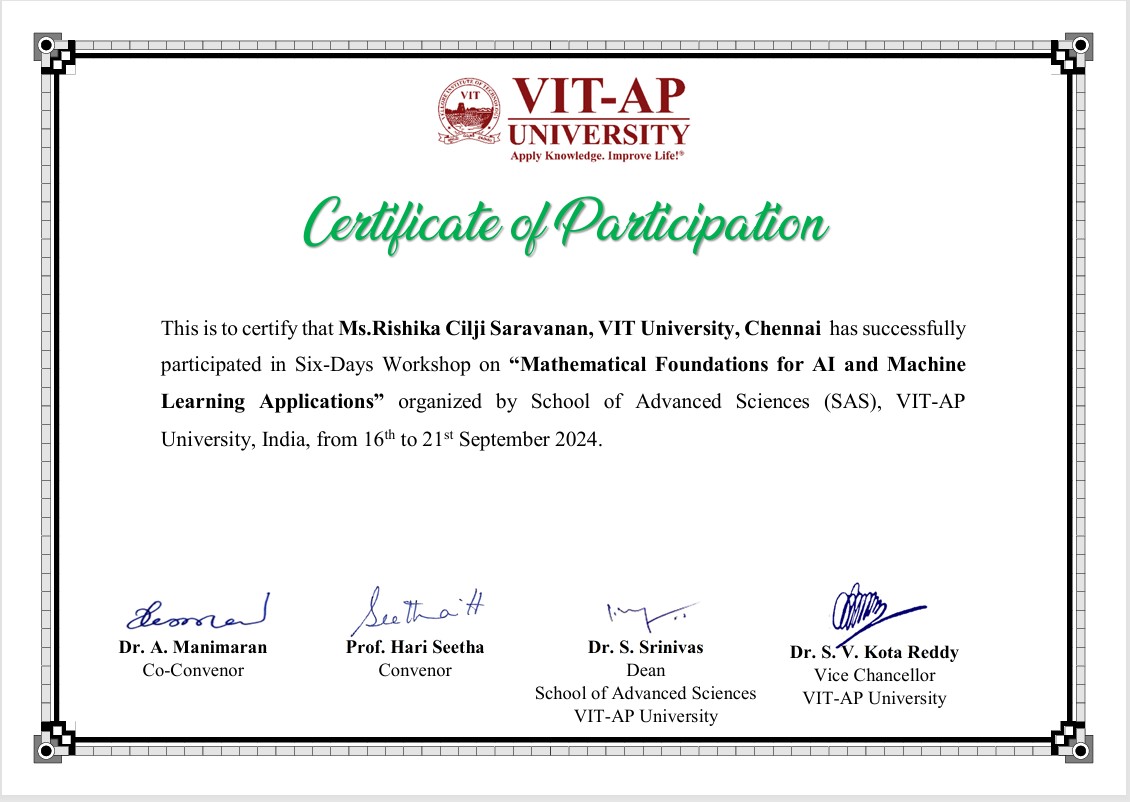 VIT
VIT-AP
UNIVERSITY
Apply Knowledge. Improve Life!®
Certificate of Participation
This is to certify that Ms.Rishika Cilji Saravanan, VIT University, Chennai has successfully
participated in Six-Days Workshop on “Mathematical Foundations for AI and Machine
Learning Applications” organized by School of Advanced Sciences (SAS), VIT-AP
University, India, from 16th to 21st September 2024.
Seetha H
Dr. A. Manimaran
Co-Convenor
Prof. Hari Seetha
Convenor
Dr. S. Srinivas
Dean
School of Advanced Sciences
VIT-AP University
Dr. S. V. Kota Reddy
Vice Chancellor
VIT-AP University